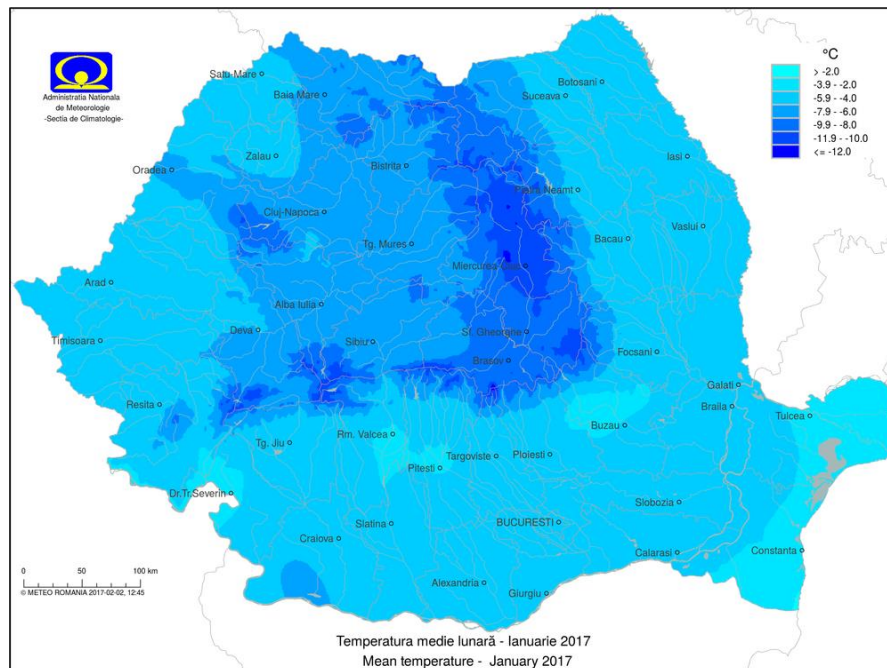 Administratia Nationala
de Meteorologie
-Sectia de Climatologie-
°C
> -2.0
-3.9 - -2.0
-5.9 - -4.0
-7.9 - -6.0
-9.9 - -8.0
-11.9 - -10.0
<= -12.0
Satu-Mare
Botosani
Baia Mare
Suceava
Zalau
Iasi
Oradea
Bistrita
Piatra Neamt
Cluj-Napoca
Vaslui
Bacau
Tg. Mures
Miercurea Ciuc
Arad
Alba Iulia
Deva
Sf. Gheorghe
Timisoara
Sibiu
Focsani
Brasov
Galati
Resita
Braila
Tulcea
Buzau
Rm. Valcea
Tg. Jiu
Targoviste
Ploiesti
Pitesti
Dr.Tr.Severin
Slobozia
Slatina
BUCURESTI
Craiova
Calarasi
Constanta
Alexandria
Giurgiu
0 50 100 km
© METEO ROMANIA 2017-02-02, 12:45
Temperatura medie lunară - Ianuarie 2017
Mean temperature - January 2017